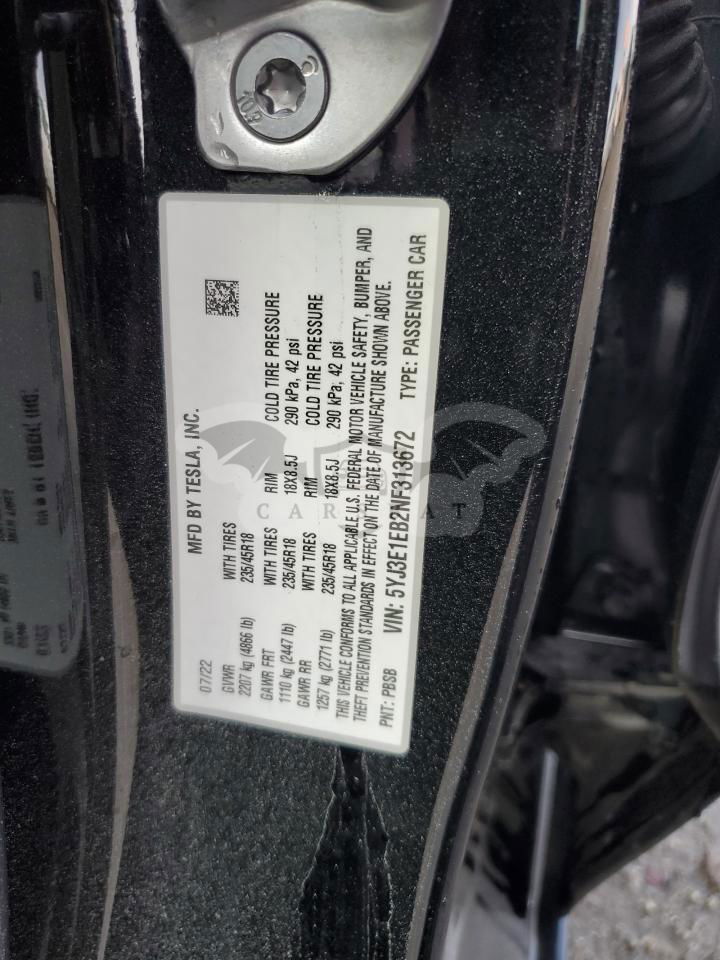 10.9
MFD BY TESLA, INC.
07/22
GVWR WITH TIRES RIM COLD TIRE PRESSURE
2207 kg (4866 lb) 235/45R18 18X8.5J 290 kPa, 42 psi
GAWR FRT WITH TIRES RIM COLD TIRE PRESSURE
1110 kg (2447 lb) 235/45R18 18X8.5J 290 kPa, 42 psi
GAWR RR
1257 kg (2771 lb)
THIS VEHICLE CONFORMS TO ALL APPLICABLE U.S. FEDERAL MOTOR VEHICLE SAFETY, BUMPER, AND
THEFT PREVENTION STANDARDS IN EFFECT ON THE DATE OF MANUFACTURE SHOWN ABOVE.
PNT: PBSB VIN: 5YJ3E1EB2NF313672 TYPE: PASSENGER CAR